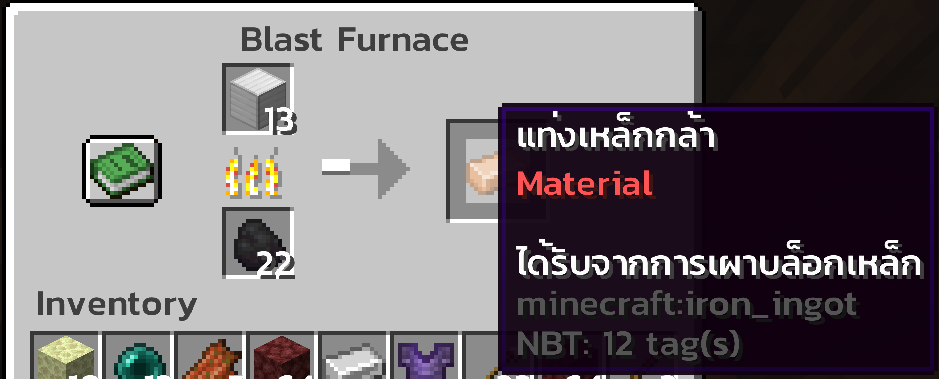 Blast Furnace
13
22
แท่งเหล็กกล้า
Material
ได้รับจากการเผาบล็อกเหล็ก
minecraft:iron_ingot
NBT: 12 tag(s)
Inventory